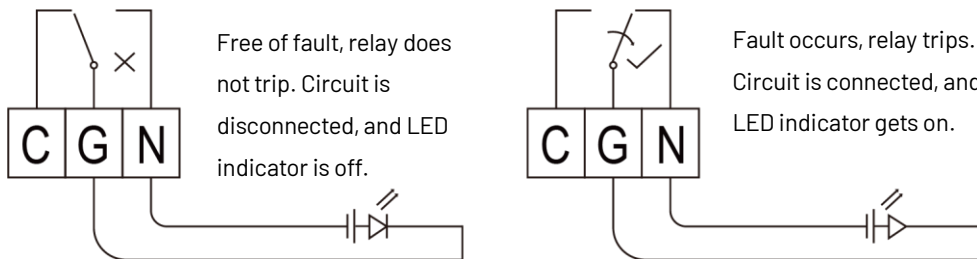 Free of fault, relay does
not trip. Circuit is
disconnected, and LED
indicator is off.
C G N
Fault occurs, relay trips.
Circuit is connected, and
LED indicator gets on.
C G N